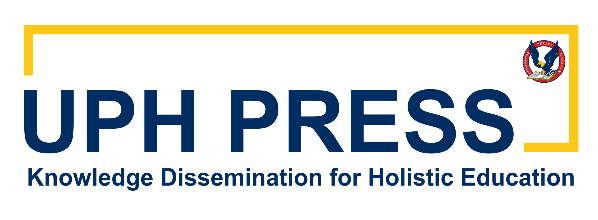 UPH PRESS
Knowledge Dissemination for Holistic Education